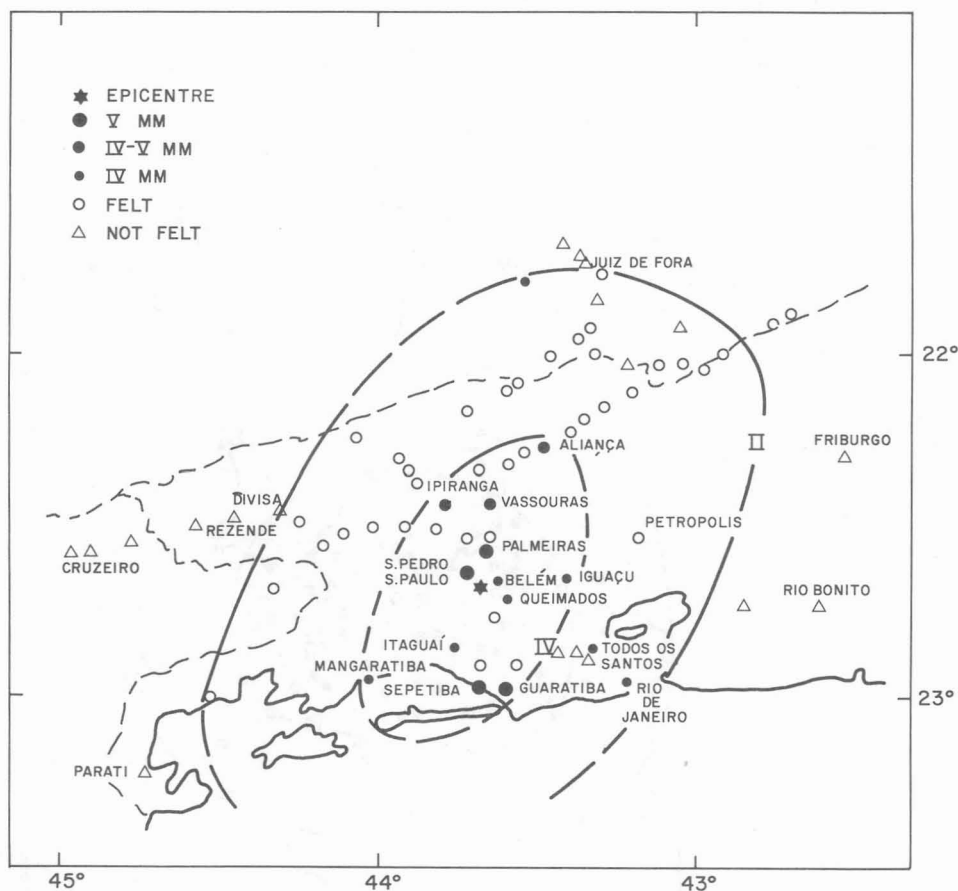 EPICENTRE
V MM
IV-V MM
IV MM
FELT
NOT FELT
JUIZ DE FORA
22°
ALIANÇA
II
FRIBURGO
IPIRANGA
DIVISA
VASSOURAS
REZENDE
PETROPOLIS
CRUZEIRO
PALMEIRAS
S.PEDRO
S.PAULO
BELÉM
IGUAÇU
QUEIMADOS
RIO BONITO
ITAGUAÍ
IV
TODOS OS
SANTOS
MANGARATIBA
SEPETIBA
GUARATIBA
RIO
DE
JANEIRO
23°
PARATI
45°
44°
43°